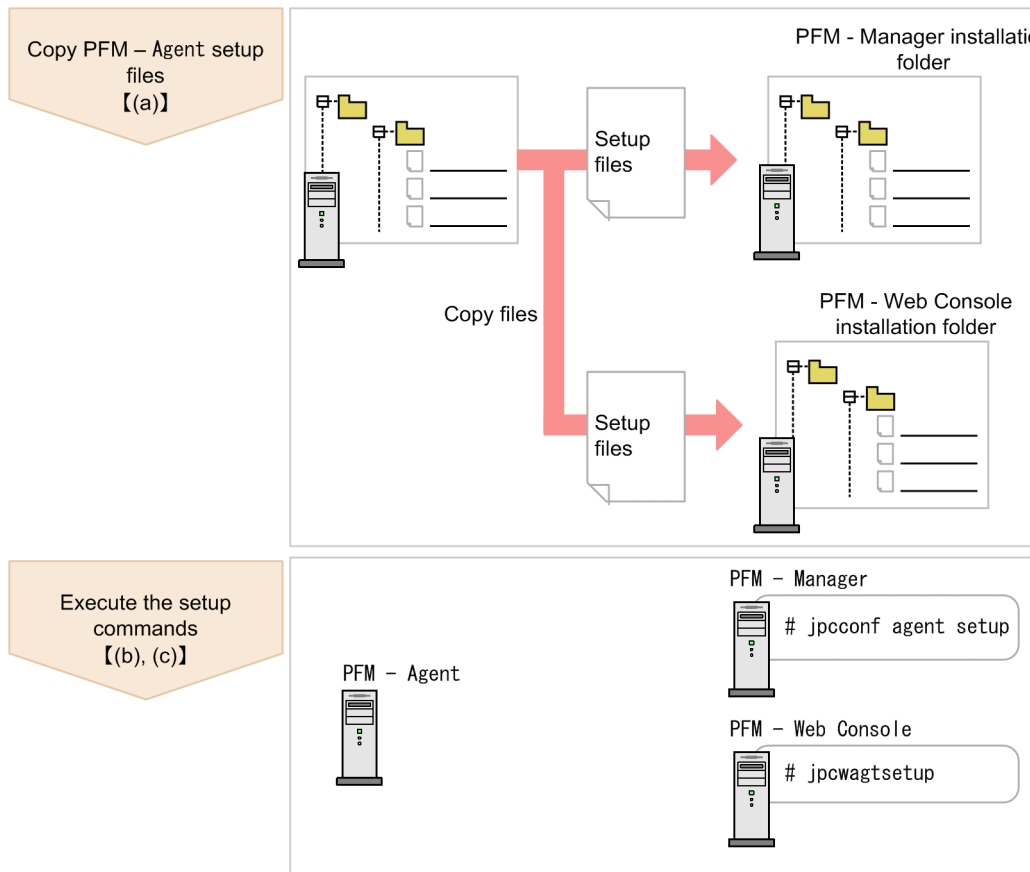 Copy PFM – Agent setup
files
【(a)】
PFM - Manager installati
folder
Setup
files
Copy files
PFM - Web Console
installation folder
Setup
files
Execute the setup
commands
【(b), (c)】
PFM – Agent
PFM – Manager
# jpcconf agent setup
PFM – Web Console
# jpcwagtsetup